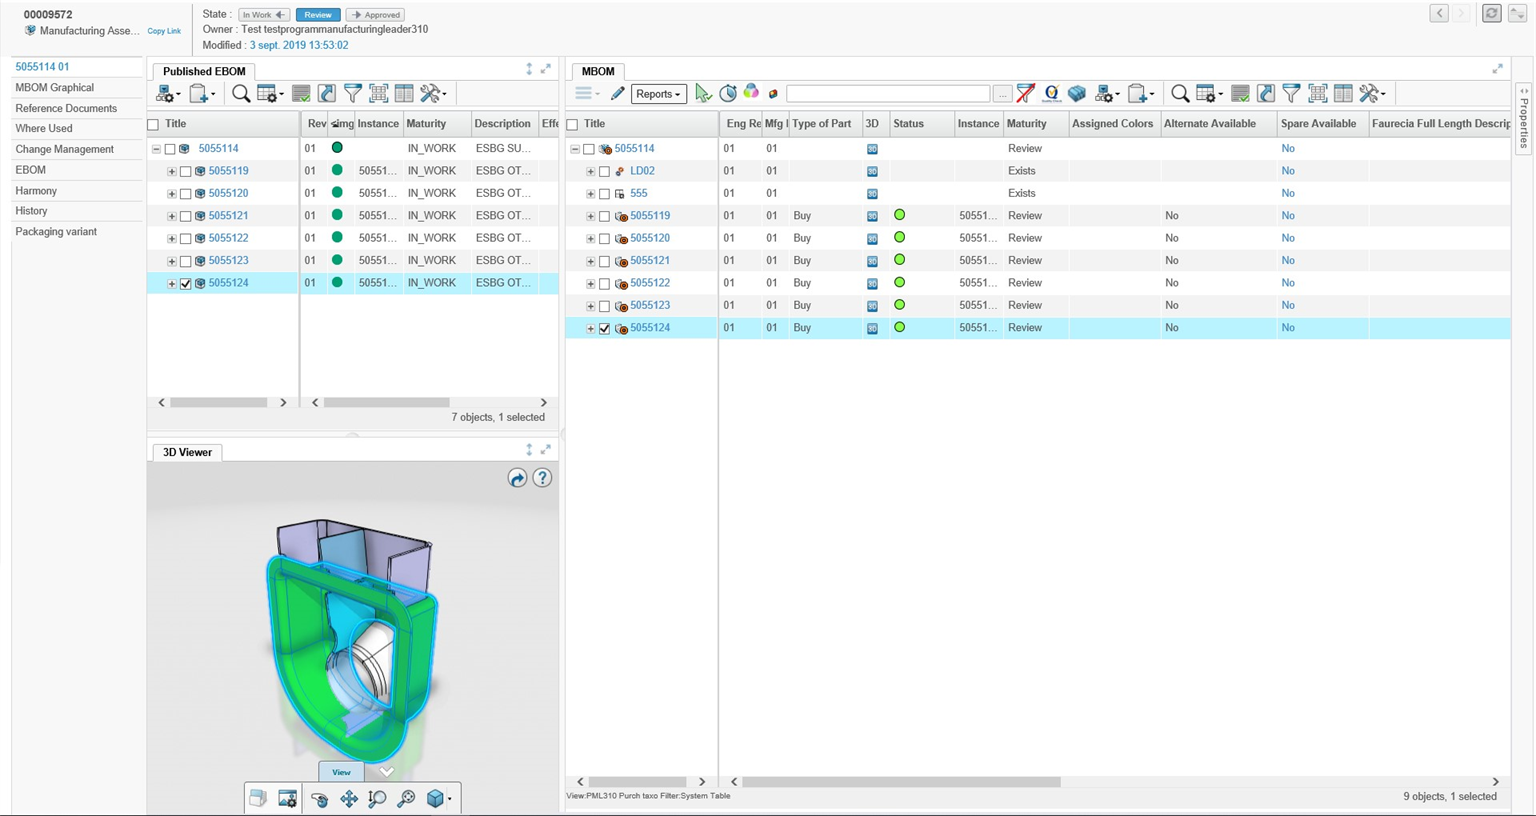 00009572
Manufacturing Asse... Copy Link
State : In Work Review Approved
Owner : Test testprogrammanufacturingleader310
Modified : 3 sept. 2019 13:53:02
5055114 01
MBOM Graphical
Reference Documents
Where Used
Change Management
EBOM
Harmony
History
Packaging variant
Published EBOM
Title Rev Instance Maturity Description Effe
5055114 01 IN_WORK ESBG SU...
5055119 01 50551... IN_WORK ESBG OT...
5055120 01 50551... IN_WORK ESBG OT...
5055121 01 50551... IN_WORK ESBG OT...
5055122 01 50551... IN_WORK ESBG OT...
5055123 01 50551... IN_WORK ESBG OT...
5055124 01 50551... IN_WORK ESBG OT...
7 objects, 1 selected
3D Viewer
?
View
MBOM
Reports ...
Title Eng Re Mfg Type of Part 3D Status Instance Maturity Assigned Colors Alternate Available Spare Available Faurecia Full Length Descrip
5055114 01 01 3D Review No
LD02 01 01 3D Exists No
555 01 01 3D Exists No
5055119 01 01 Buy 3D 50551... Review No No
5055120 01 01 Buy 3D 50551... Review No No
5055121 01 01 Buy 3D 50551... Review No No
5055122 01 01 Buy 3D 50551... Review No No
5055123 01 01 Buy 3D 50551... Review No No
5055124 01 01 Buy 3D 50551... Review No No
View:PML310 Purch taxo Filter:System Table
9 objects, 1 selected
Properties